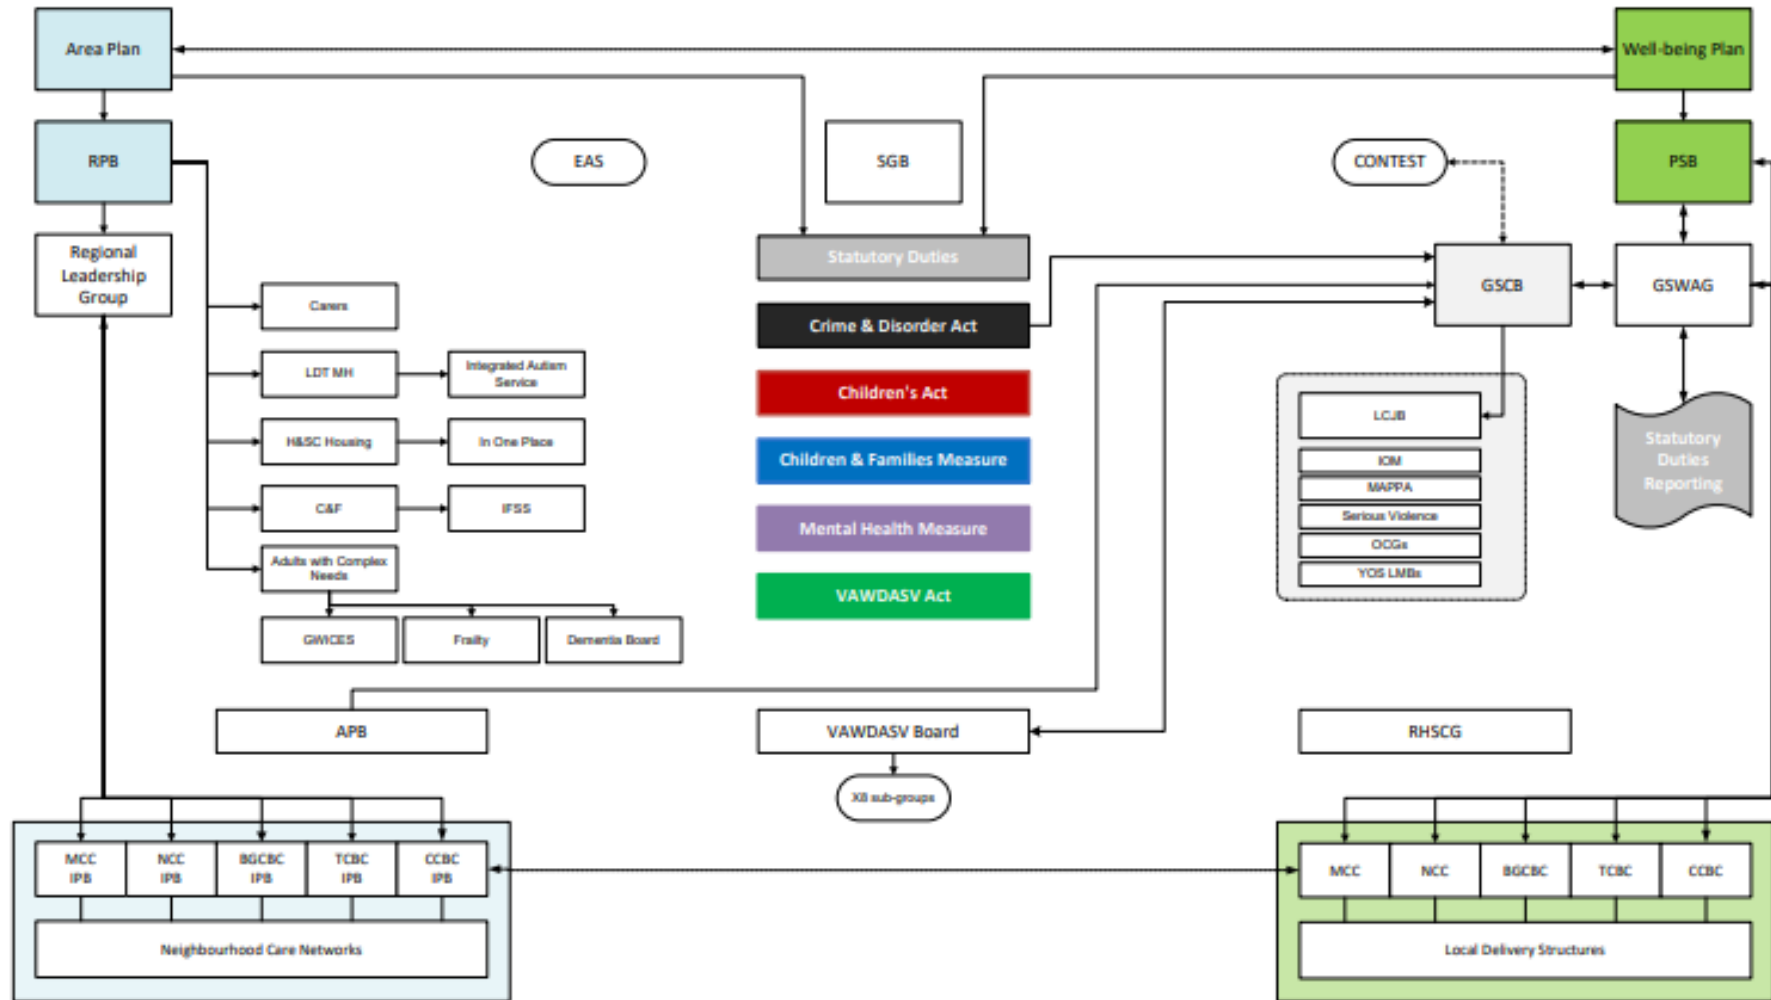 Area Plan
Well-being Plan
RPB
EAS
SGB
CONTEST
PSB
Regional
Leadership
Group
Statutory Duties
GSCB
GSWAG
Carers
Crime & Disorder Act
LDT MH
Integrated Autism
Service
Children's Act
LCJB
H&SC Housing
In One Place
Children & Families Measure
IOM
MAPPA
Serious Violence
OCGs
YOS LMBs
Statutory
Duties
Reporting
C&F
IFSS
Mental Health Measure
Adults with Complex
Needs
VAWDASV Act
GWICES
Frailty
Dementia Board
APB
VAWDASV Board
RHSCG
X8 sub-groups
MCC
IPB
NCC
IPB
BGCBC
IPB
TCBC
IPB
CCBC
IPB
MCC
NCC
BGCBC
TCBC
CCBC
Neighbourhood Care Networks
Local Delivery Structures